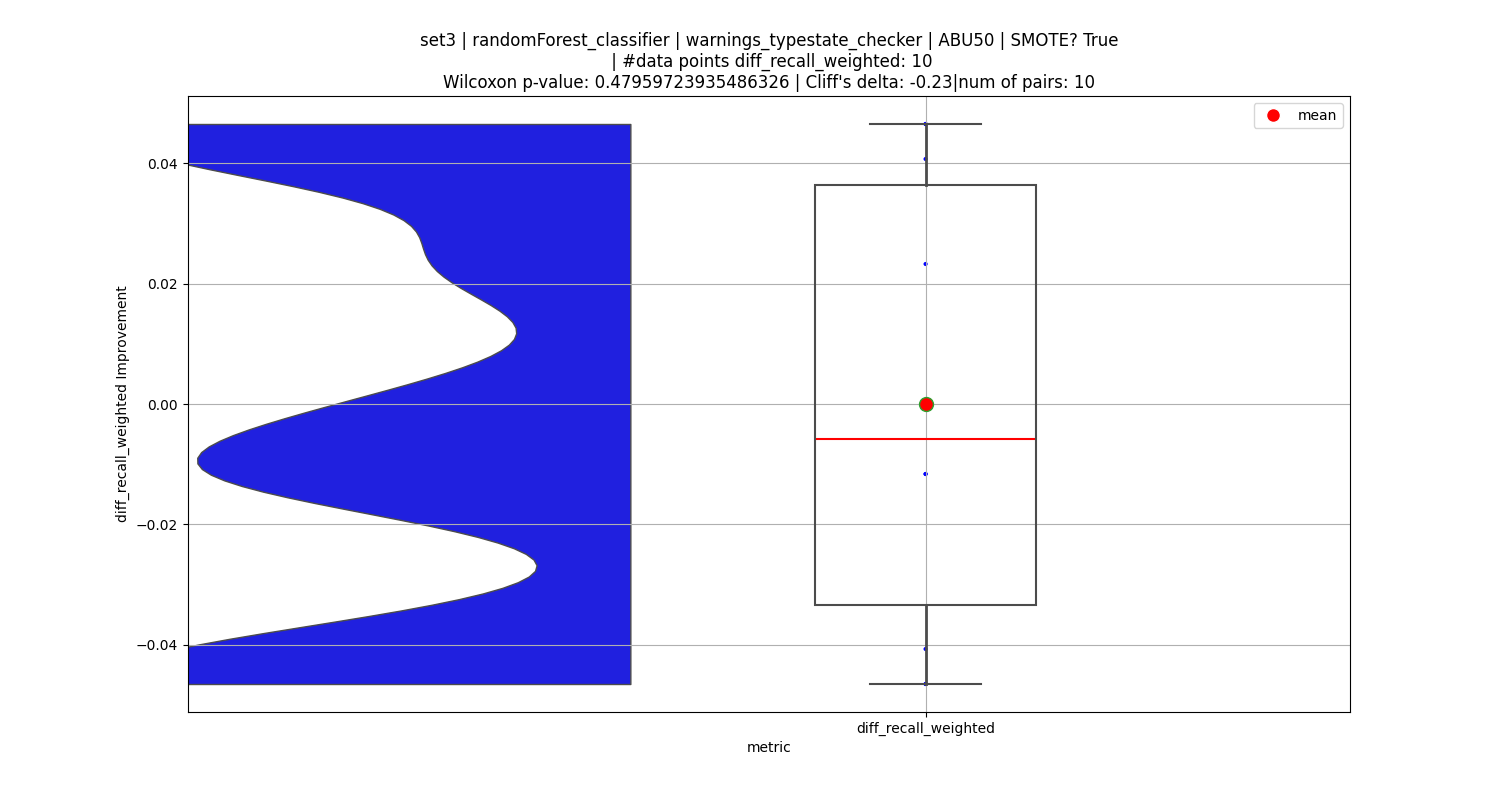 set3 | randomForest_classifier | warnings_typestate_checker | ABU50 | SMOTE? True
| #data points diff_recall_weighted: 10
Wilcoxon p-value: 0.47959723935486326 | Cliff's delta: -0.23|num of pairs: 10
mean
0.04
0.02
0.00
−0.02
−0.04
diff_recall_weighted Improvement
diff_recall_weighted
metric